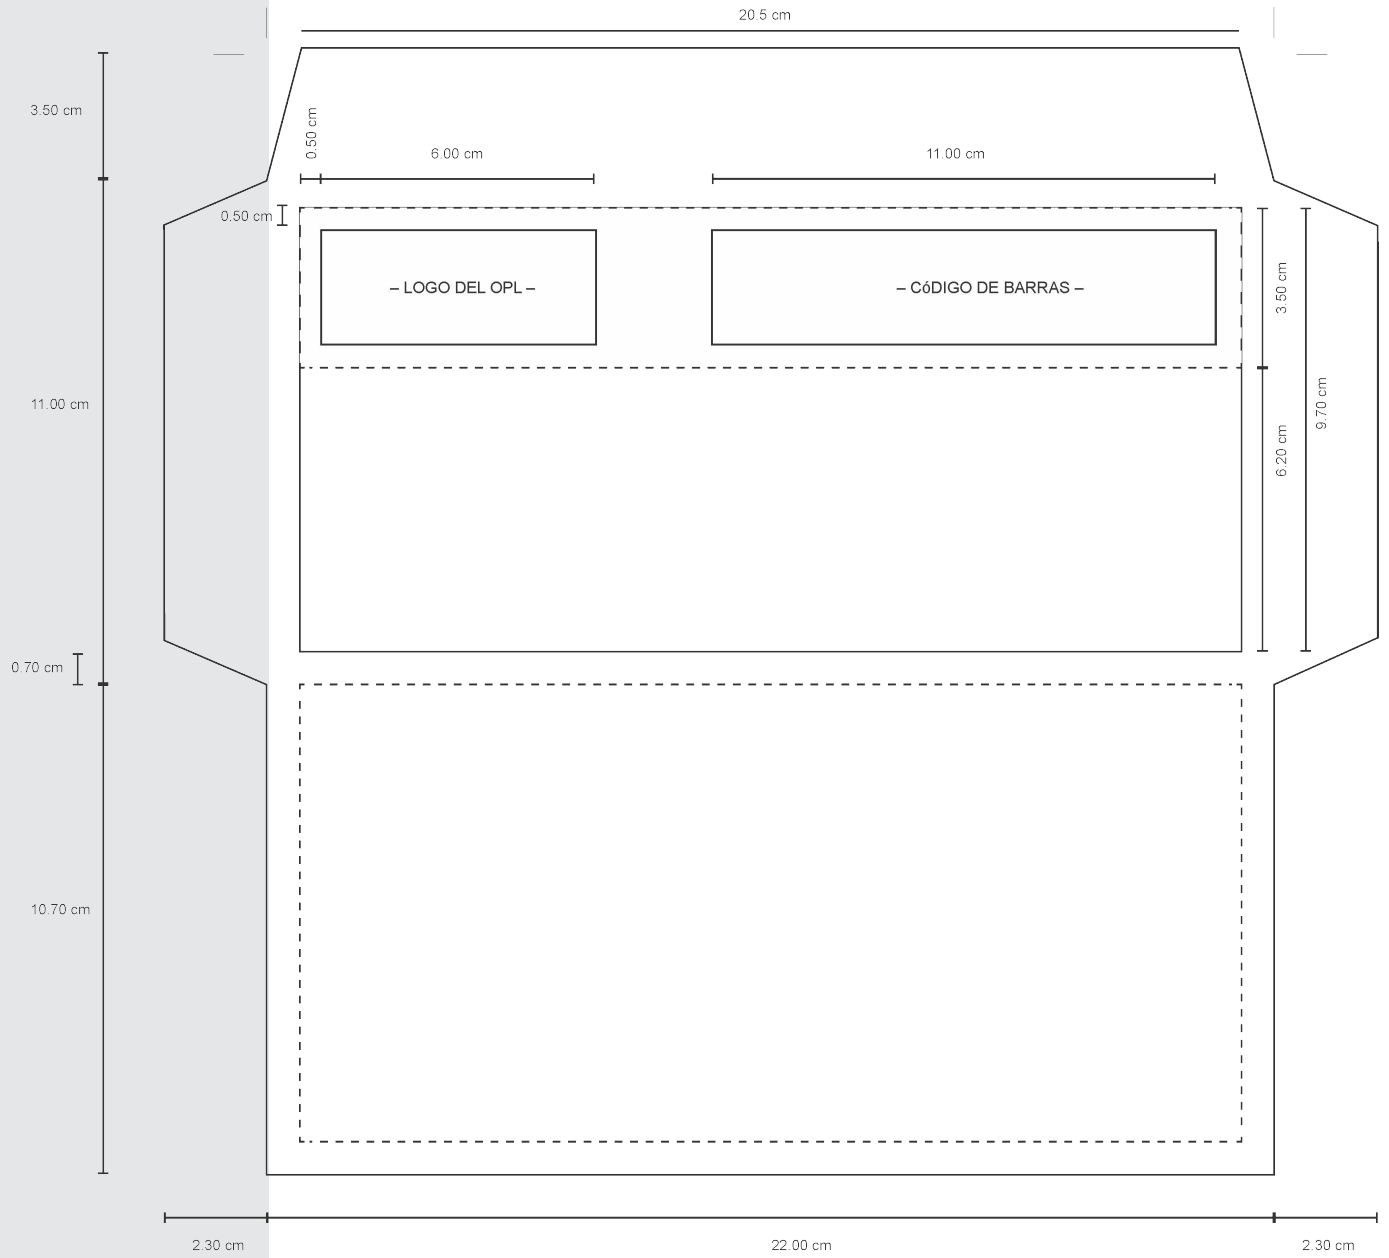 20.5 cm
3.50 cm
0.50 cm
6.00 cm
11.00 cm
0.50 cm
– LOGO DEL OPL –
– CóDIGO DE BARRAS –
3.50 cm
11.00 cm
9.70 cm
6.20 cm
0.70 cm
10.70 cm
2.30 cm
22.00 cm
2.30 cm